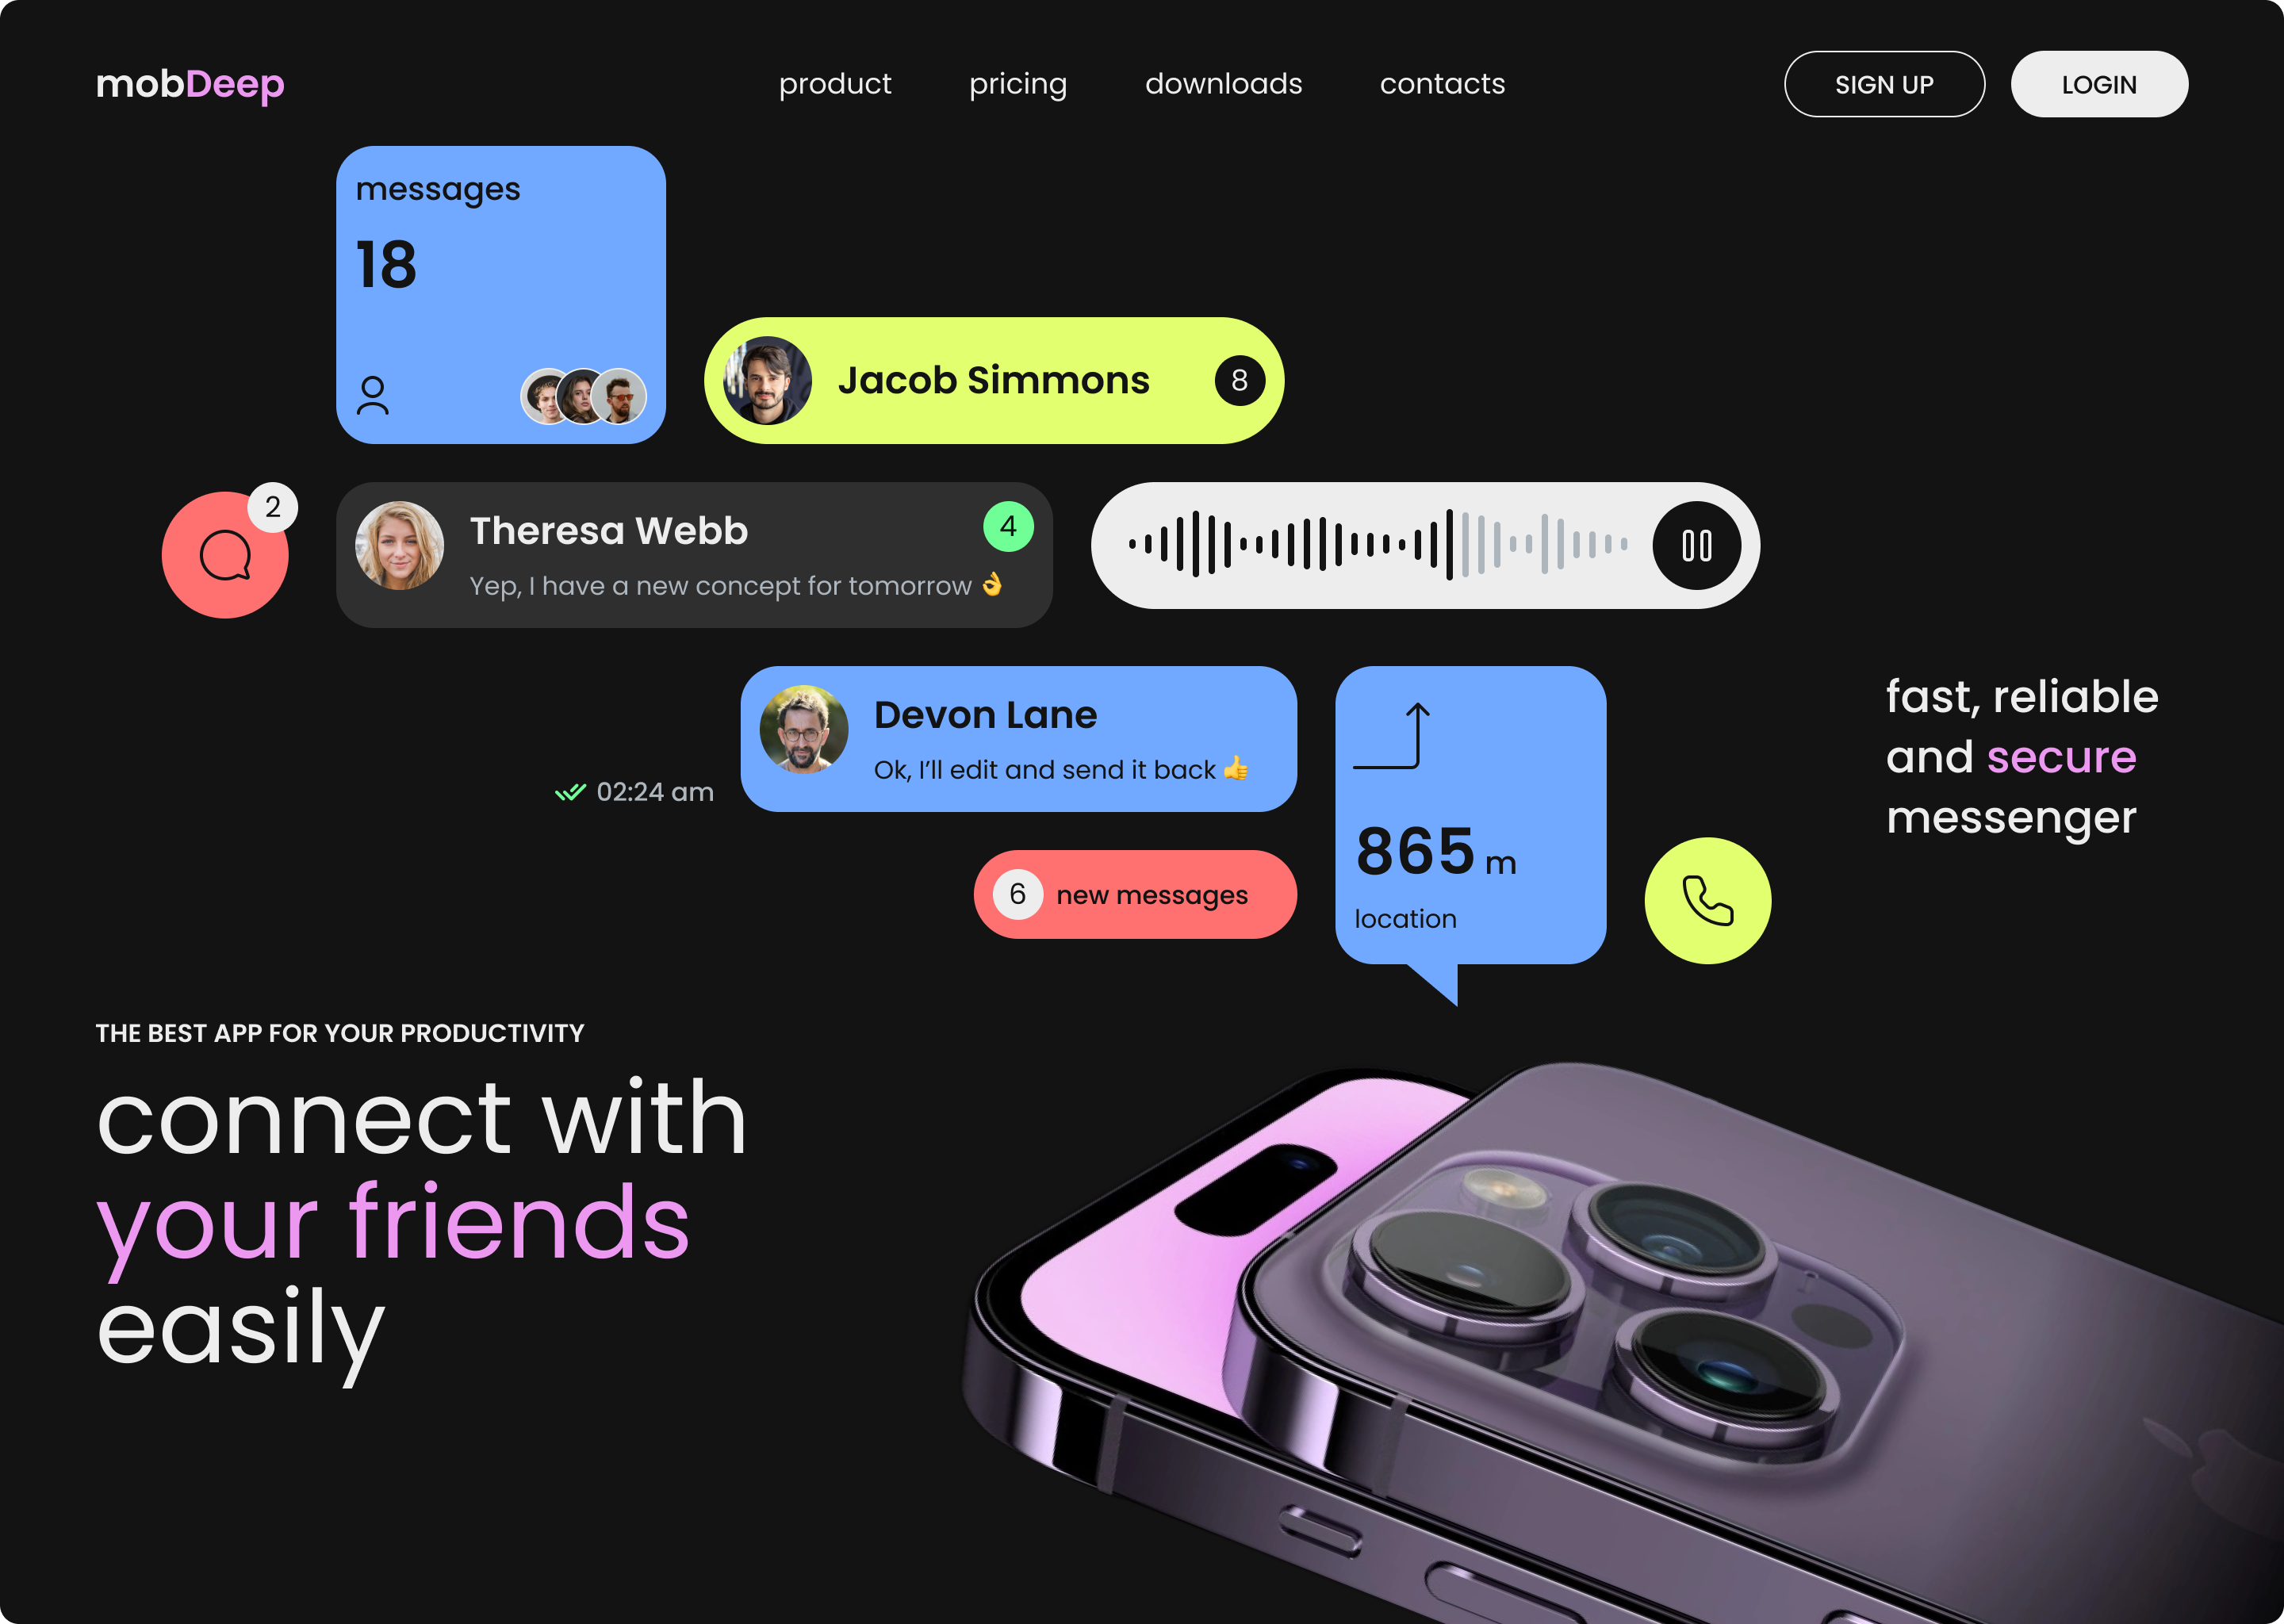 mobDeep
product
pricing
downloads
contacts
SIGN UP
LOGIN
messages
18
Jacob Simmons
8
2
Theresa Webb
4
Yep, I have a new concept for tomorrow 👌
Devon Lane
Ok, I’ll edit and send it back 👍
02:24 am
865 m
location
6
new messages
fast, reliable
and secure
messenger
THE BEST APP FOR YOUR PRODUCTIVITY
connect with
your friends
easily